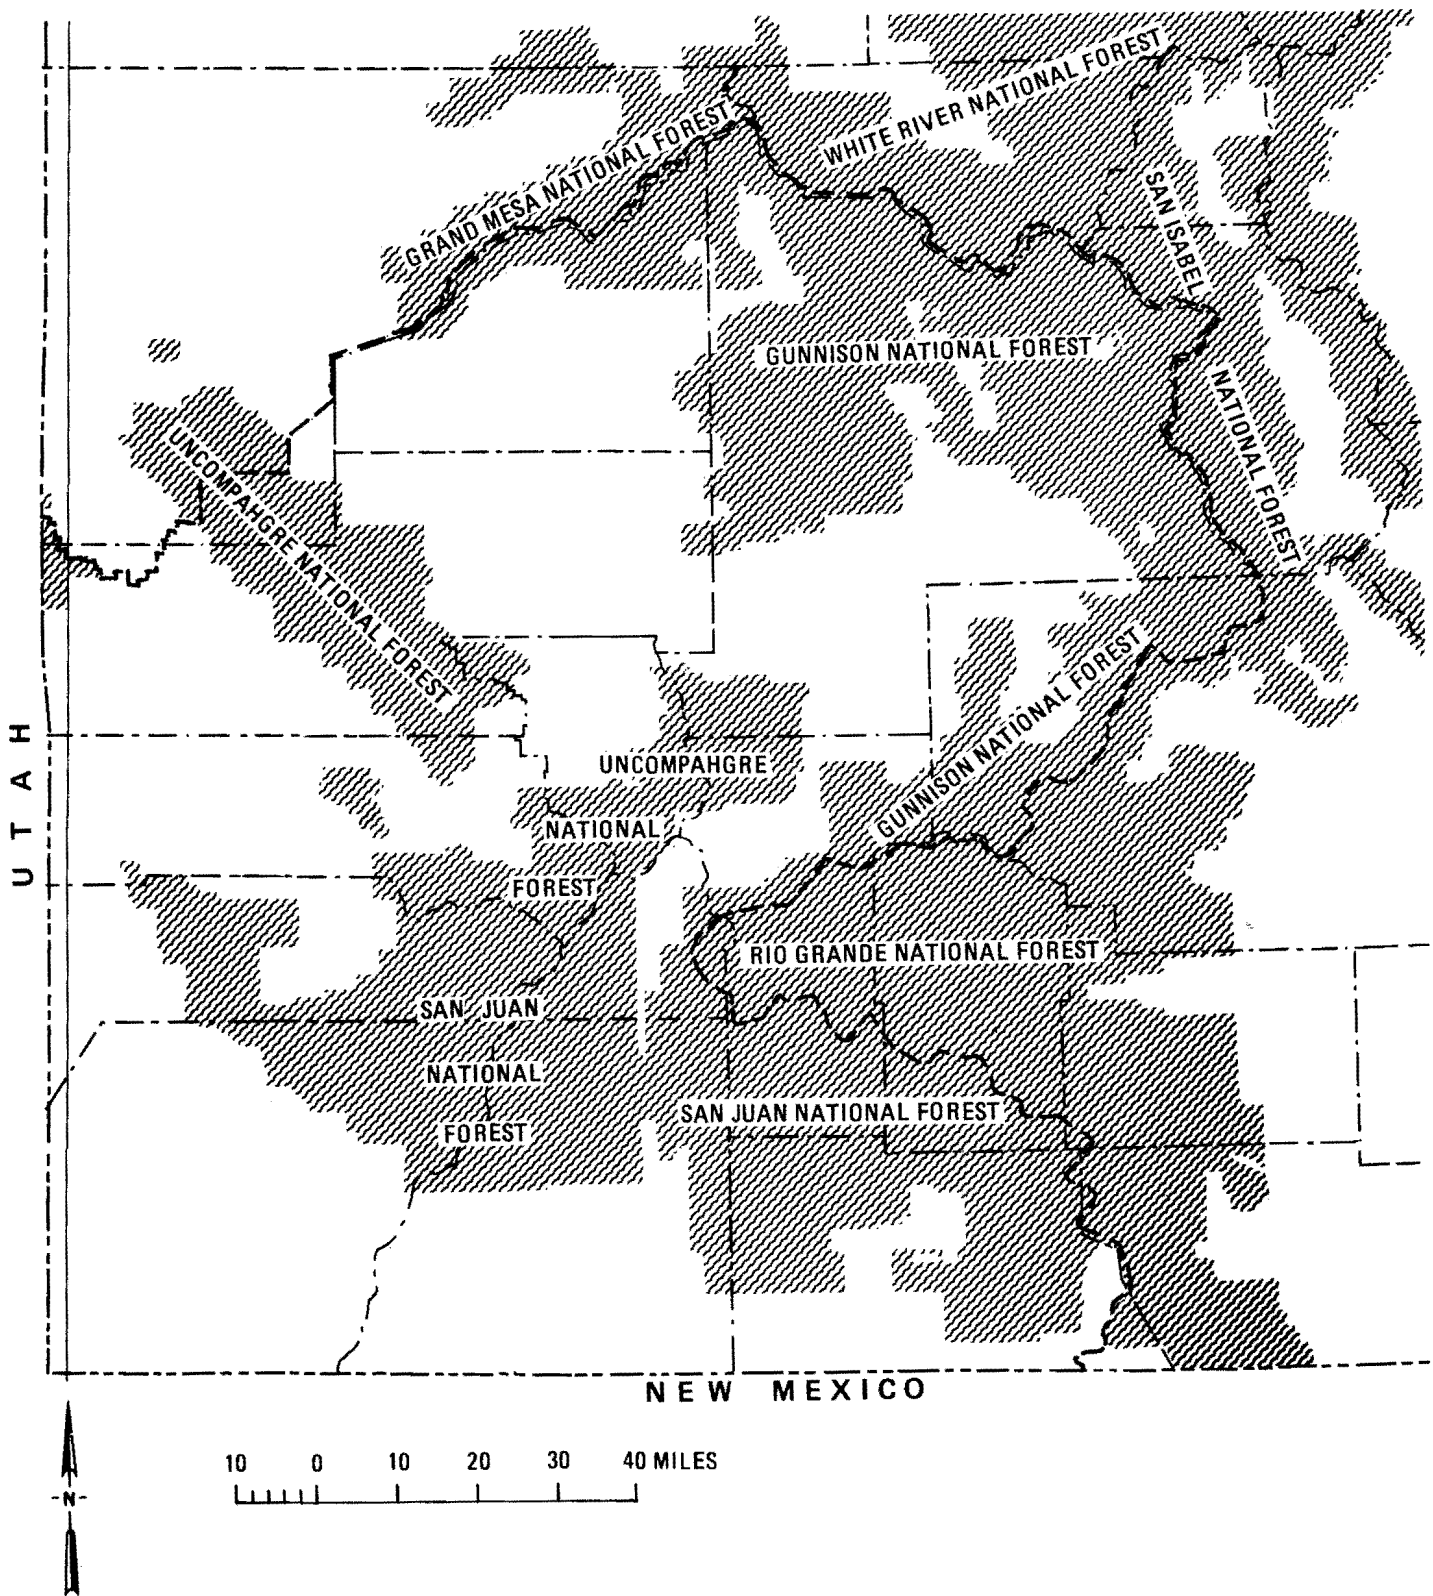 WHITE RIVER NATIONAL FOREST
GRAND MESA NATIONAL FOREST
SAN ISABEL
NATIONAL FOREST
GUNNISON NATIONAL FOREST
UNCOMPAHGRE NATIONAL FOREST
GUNNISON NATIONAL FOREST
UTAH
UNCOMPAHGRE
NATIONAL
FOREST
RIO GRANDE NATIONAL FOREST
SAN JUAN
NATIONAL
FOREST
SAN JUAN NATIONAL FOREST
NEW MEXICO
10 0 10 20 30 40 MILES
-N-